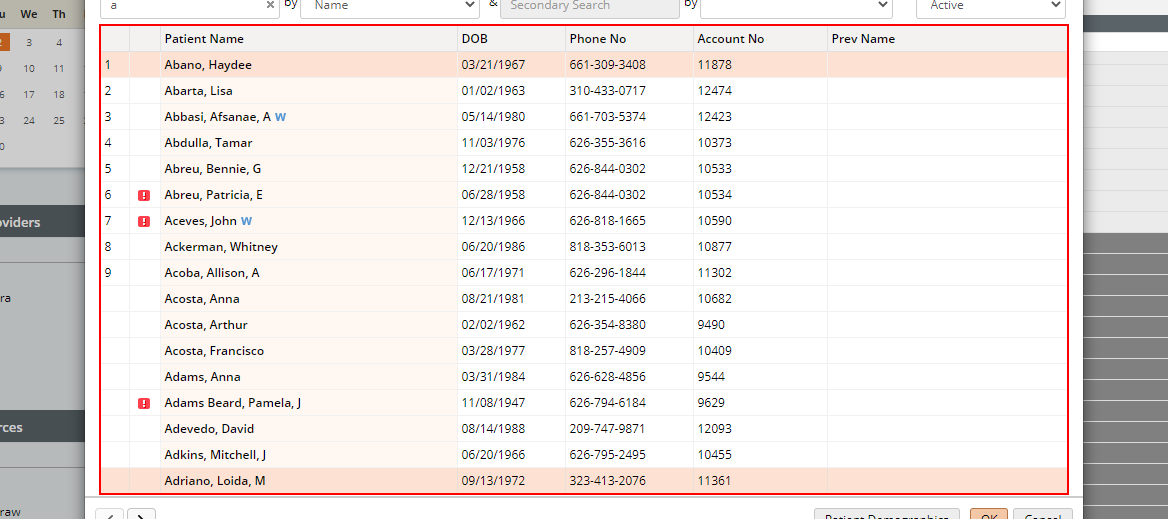 a × by Name & Secondary Search by Active
We Th
2 3 4
9 10 11
6 17 18
3 24 25
0
oviders
ra
rces
raw
Patient Name DOB Phone No Account No Prev Name
1 Abano, Haydee 03/21/1967 661-309-3408 11878
2 Abarta, Lisa 01/02/1963 310-433-0717 12474
3 Abbasi, Afsanae, A W 05/14/1980 661-703-5374 12423
4 Abdulla, Tamar 11/03/1976 626-355-3616 10373
5 Abreu, Bennie, G 12/21/1958 626-844-0302 10533
6 ! Abreu, Patricia, E 06/28/1958 626-844-0302 10534
7 ! Aceves, John W 12/13/1966 626-818-1665 10590
8 Ackerman, Whitney 06/20/1986 818-353-6013 10877
9 Acoba, Allison, A 06/17/1971 626-296-1844 11302
Acosta, Anna 08/21/1981 213-215-4066 10682
Acosta, Arthur 02/02/1962 626-354-8380 9490
Acosta, Francisco 03/28/1977 818-257-4909 10409
Adams, Anna 03/31/1984 626-628-4856 9544
! Adams Beard, Pamela, J 11/08/1947 626-794-6184 9629
Adevedo, David 08/14/1988 209-747-9871 12093
Adkins, Mitchell, J 06/20/1966 626-795-2495 10455
Adriano, Loida, M 09/13/1972 323-413-2076 11361
Patient Demographics OK Cancel